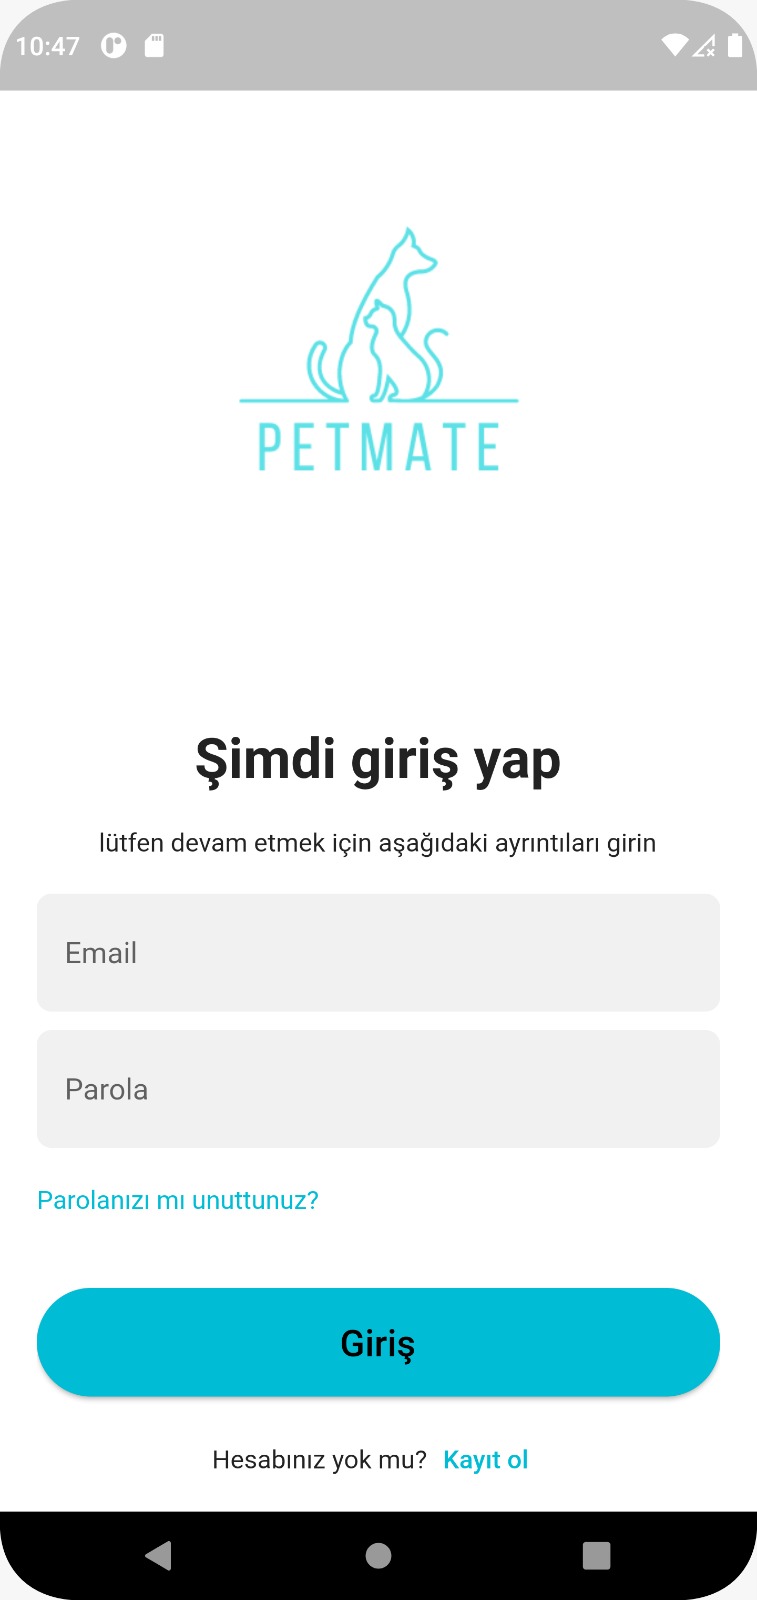 10:47
PETMATE
Şimdi giriş yap
lütfen devam etmek için aşağıdaki ayrıntıları girin
Email
Parola
Parolanızı mı unuttunuz?
Giriş
Hesabınız yok mu? Kayıt ol